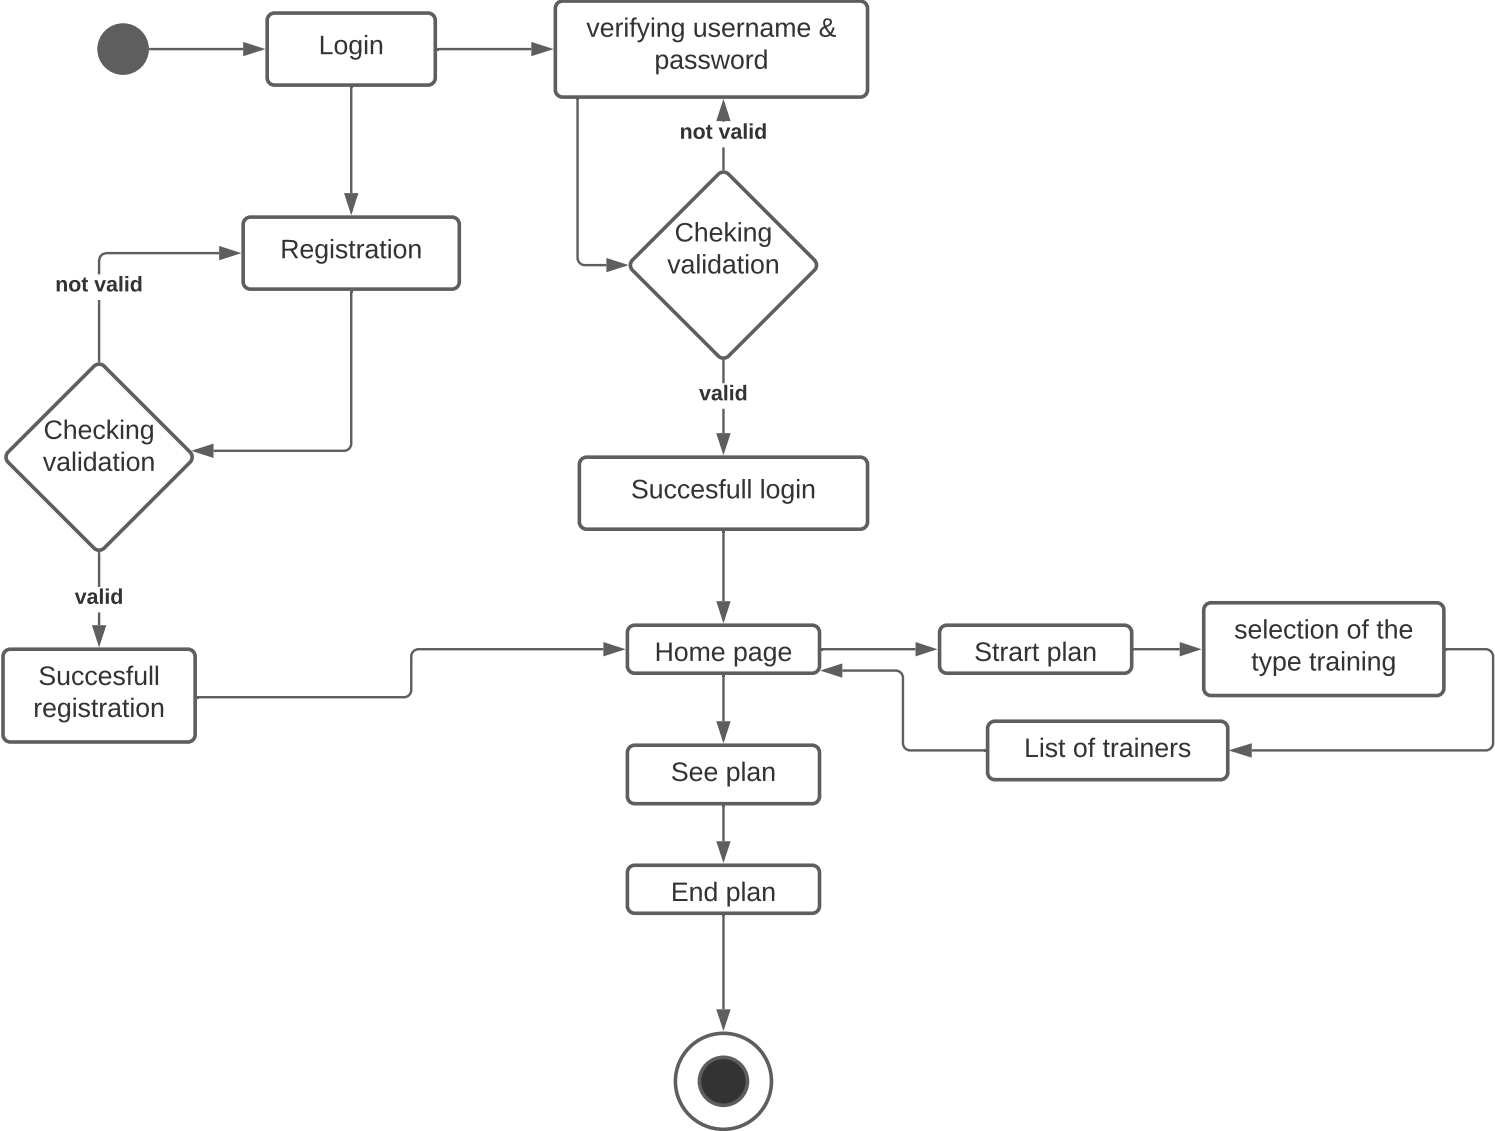 Login
verifying username &
password
not valid
Cheking
validation
Registration
not valid
valid
Checking
validation
Succesfull login
valid
Succesfull
registration
Home page
Strart plan
selection of the
type training
List of trainers
See plan
End plan